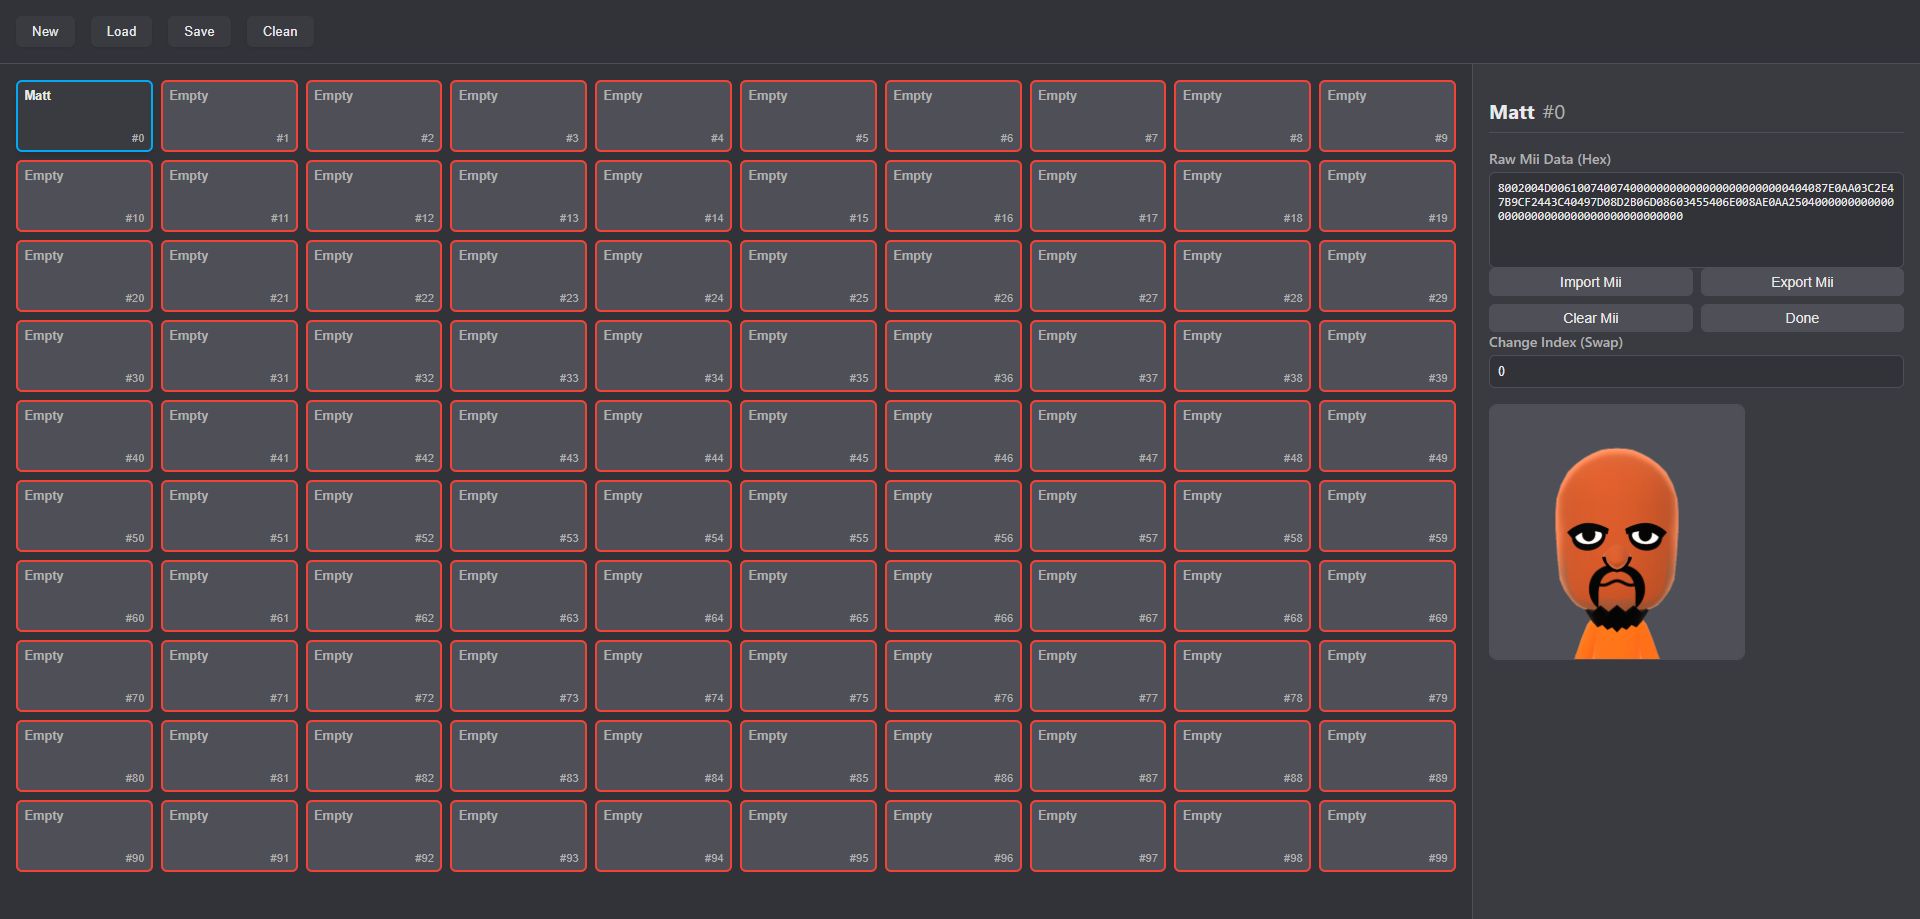 New Load Save Clean
Matt Empty Empty Empty Empty Empty Empty Empty Empty Empty
#0 #1 #2 #3 #4 #5 #6 #7 #8 #9
Empty Empty Empty Empty Empty Empty Empty Empty Empty Empty
#10 #11 #12 #13 #14 #15 #16 #17 #18 #19
Empty Empty Empty Empty Empty Empty Empty Empty Empty Empty
#20 #21 #22 #23 #24 #25 #26 #27 #28 #29
Empty Empty Empty Empty Empty Empty Empty Empty Empty Empty
#30 #31 #32 #33 #34 #35 #36 #37 #38 #39
Empty Empty Empty Empty Empty Empty Empty Empty Empty Empty
#40 #41 #42 #43 #44 #45 #46 #47 #48 #49
Empty Empty Empty Empty Empty Empty Empty Empty Empty Empty
#50 #51 #52 #53 #54 #55 #56 #57 #58 #59
Empty Empty Empty Empty Empty Empty Empty Empty Empty Empty
#60 #61 #62 #63 #64 #65 #66 #67 #68 #69
Empty Empty Empty Empty Empty Empty Empty Empty Empty Empty
#70 #71 #72 #73 #74 #75 #76 #77 #78 #79
Empty Empty Empty Empty Empty Empty Empty Empty Empty Empty
#80 #81 #82 #83 #84 #85 #86 #87 #88 #89
Empty Empty Empty Empty Empty Empty Empty Empty Empty Empty
#90 #91 #92 #93 #94 #95 #96 #97 #98 #99
Matt #0
Raw Mii Data (Hex)
8002004D0061007400740000000000000000000000000404087E0AA03C2E4
7B9CF2443C40497D08D2B06D08603455406E008AE0AA25040000000000000
00000000000000000000000000000
Import Mii Export Mii
Clear Mii Done
Change Index (Swap)
0